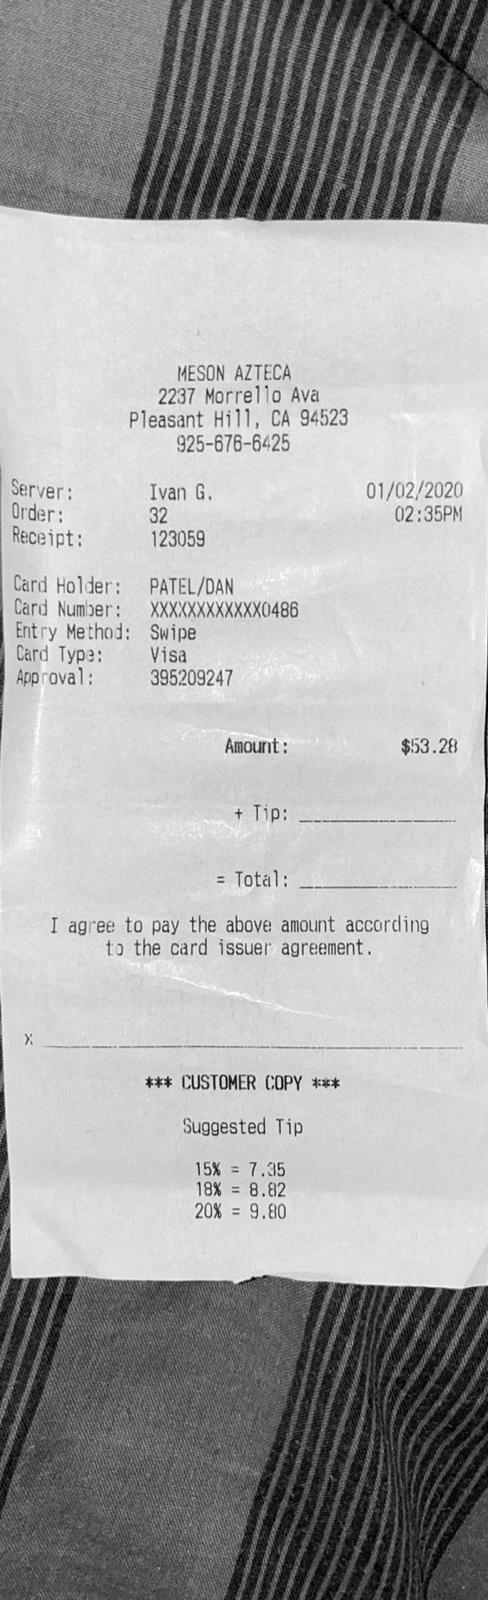 MESON AZTECA
2237 Morrello Ava
Pleasant Hill, CA 94523
925-676-6425
Server: Ivan G. 01/02/2020
Order: 32 02:35PM
Receipt: 123059
Card Holder: PATEL/DAN
Card Number: XXXXXXXXXXXX0486
Entry Method: Swipe
Card Type: Visa
Approval: 395209247
Amount: $53.28
+ Tip:
= Total:
I agree to pay the above amount according
to the card issuer agreement.
X
*** CUSTOMER COPY ***
Suggested Tip
15% = 7.35
18% = 8.82
20% = 9.80